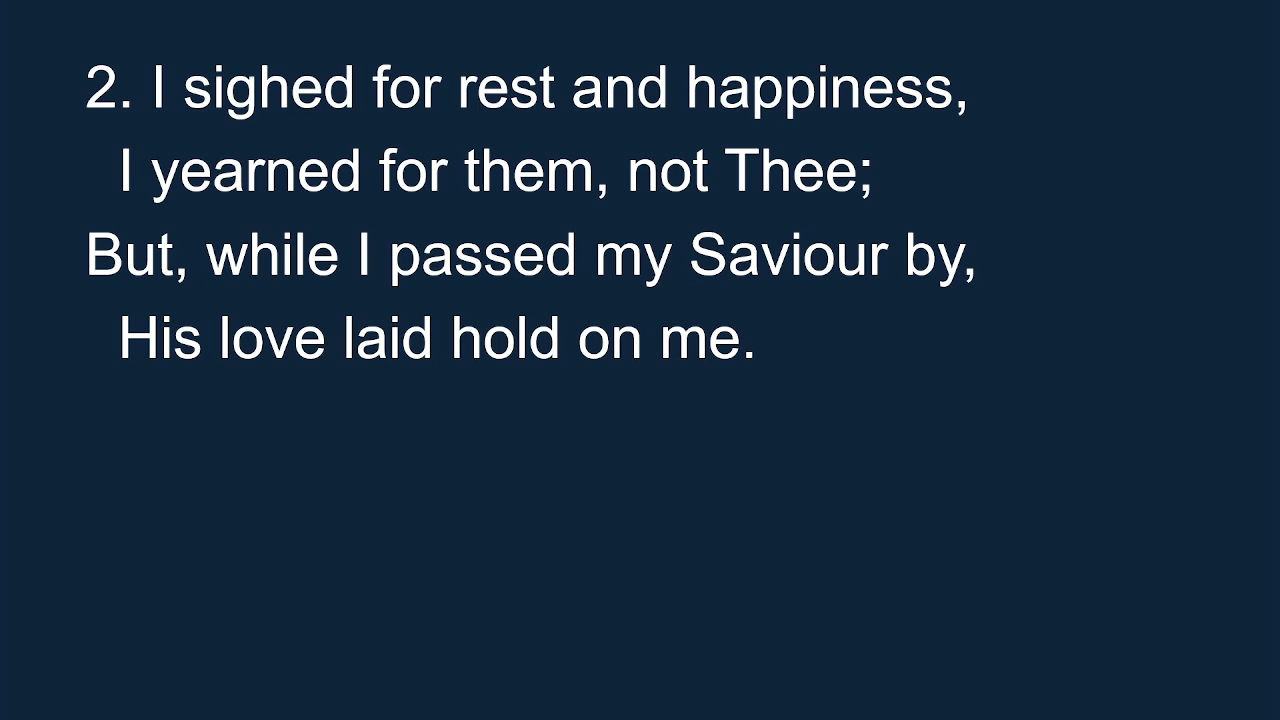 2. I sighed for rest and happiness,
I yearned for them, not Thee;
But, while I passed my Saviour by,
His love laid hold on me.